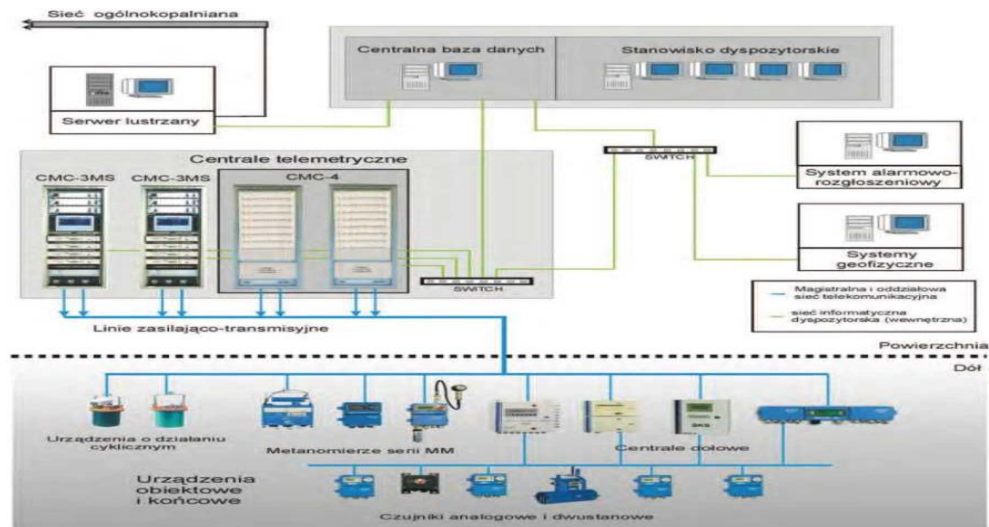 Sieć ogólnokopalniana
Centralna baza danych
Stanowisko dyspozytorskie
Serwer lustrzany
SWITCH
System alarmowo-
rozgłoszeniowy
Centrale telemetryczne
CMC-3MS
CMC-3MS
CMC-4
Systemy
geofizyczne
SWITCH
Magistralna i oddziałowa
sieć telekomunikacyjna
sieć informatyczna
dyspozytorska (wewnętrzna)
Linie zasilająco-transmisyjne
Powierzchnia
Dół
Urządzenia o działaniu
cyklicznym
Metanomierze serii MM
Centrale dołowe
Urządzenia
obiektowe
i końcowe
Czujniki analogowe i dwustanowe